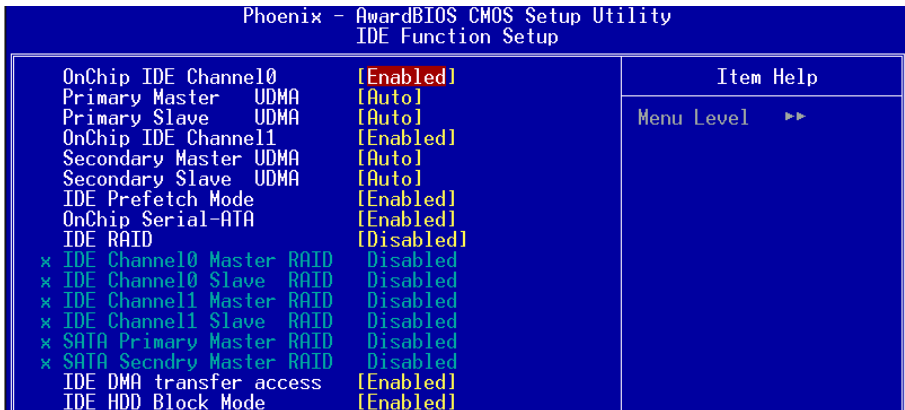 Phoenix - AwardBIOS CMOS Setup Utility
IDE Function Setup
OnChip IDE Channel0 [Enabled]
Primary Master UDMA [Auto]
Primary Slave UDMA [Auto]
OnChip IDE Channel1 [Enabled]
Secondary Master UDMA [Auto]
Secondary Slave UDMA [Auto]
IDE Prefetch Mode [Enabled]
OnChip Serial-ATA [Enabled]
IDE RAID [Disabled]
x IDE Channel0 Master RAID Disabled
x IDE Channel0 Slave RAID Disabled
x IDE Channel1 Master RAID Disabled
x IDE Channel1 Slave RAID Disabled
x SATA Primary Master RAID Disabled
x SATA Secndry Master RAID Disabled
IDE DMA transfer access [Enabled]
IDE HDD Block Mode [Enabled]
Item Help
Menu Level ▶▶